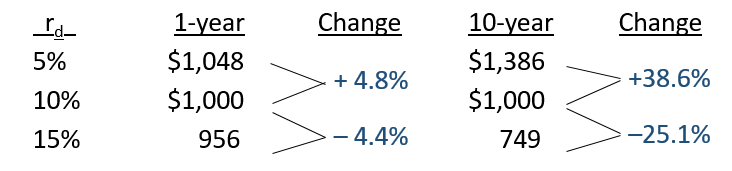 r_d 1-year Change 10-year Change
5% $1,048 $1,386
+ 4.8% +38.6%
10% $1,000 $1,000
– 4.4% –25.1%
15% 956 749